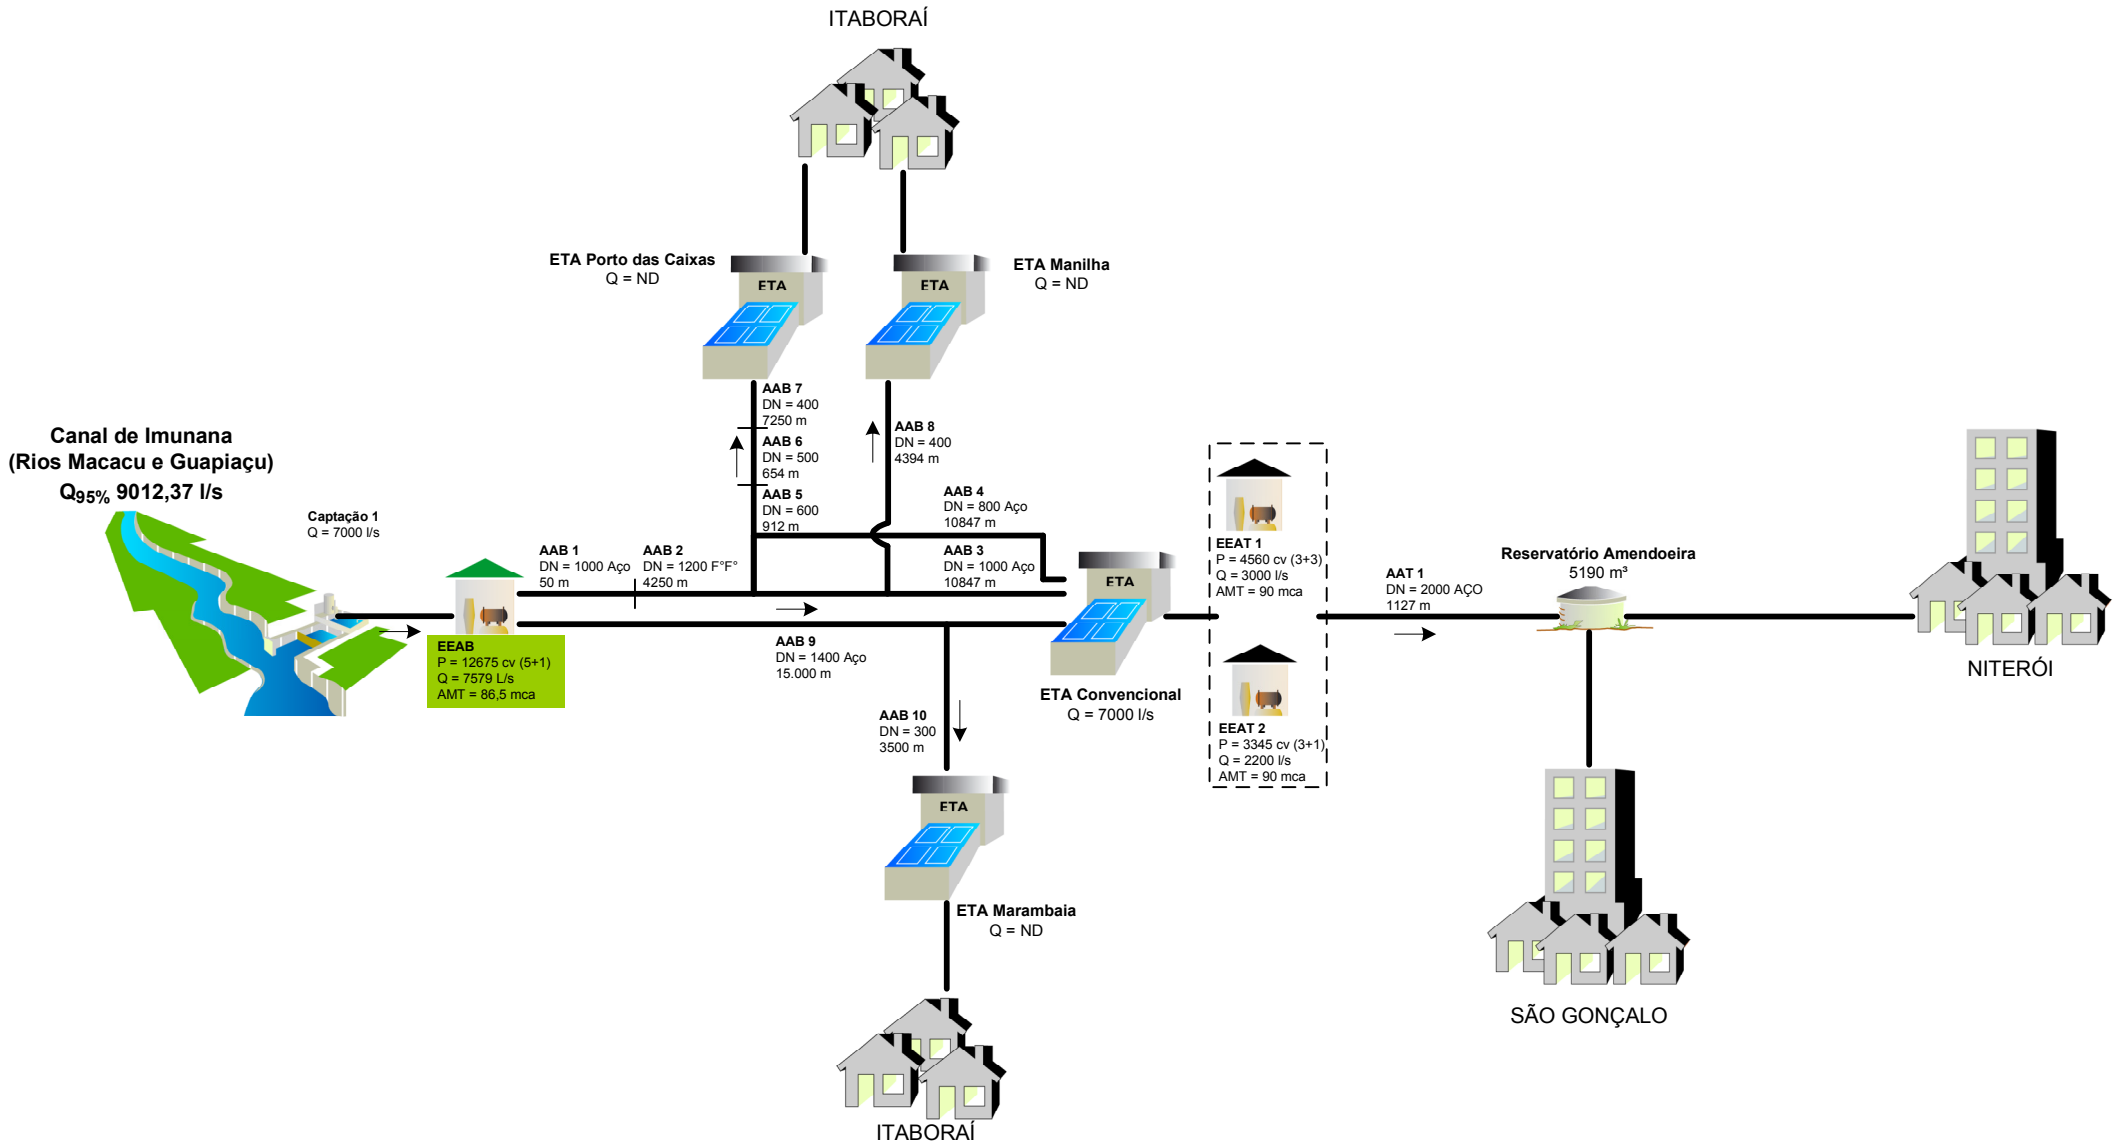 ITABORAÍ
ETA Porto das Caixas
Q = ND
ETA
ETA
ETA Manilha
Q = ND
AAB 7
DN = 400
7250 m
AAB 6
DN = 500
654 m
AAB 5
DN = 600
912 m
AAB 8
DN = 400
4394 m
Canal de Imunana
(Rios Macacu e Guapiaçu)
Q95% 9012,37 l/s
Captação 1
Q = 7000 l/s
AAB 1
DN = 1000 Aço
50 m
AAB 2
DN = 1200 F°F°
4250 m
AAB 4
DN = 800 Aço
10847 m
AAB 3
DN = 1000 Aço
10847 m
EEAB
P = 12675 cv (5+1)
Q = 7579 L/s
AMT = 86,5 mca
AAB 9
DN = 1400 Aço
15.000 m
ETA
ETA Convencional
Q = 7000 l/s
EEAT 1
P = 4560 cv (3+3)
Q = 3000 l/s
AMT = 90 mca
EEAT 2
P = 3345 cv (3+1)
Q = 2200 l/s
AMT = 90 mca
AAT 1
DN = 2000 AÇO
1127 m
Reservatório Amendoeira
5190 m³
NITERÓI
AAB 10
DN = 300
3500 m
ETA
ETA Marambaia
Q = ND
SÃO GONÇALO
ITABORAÍ